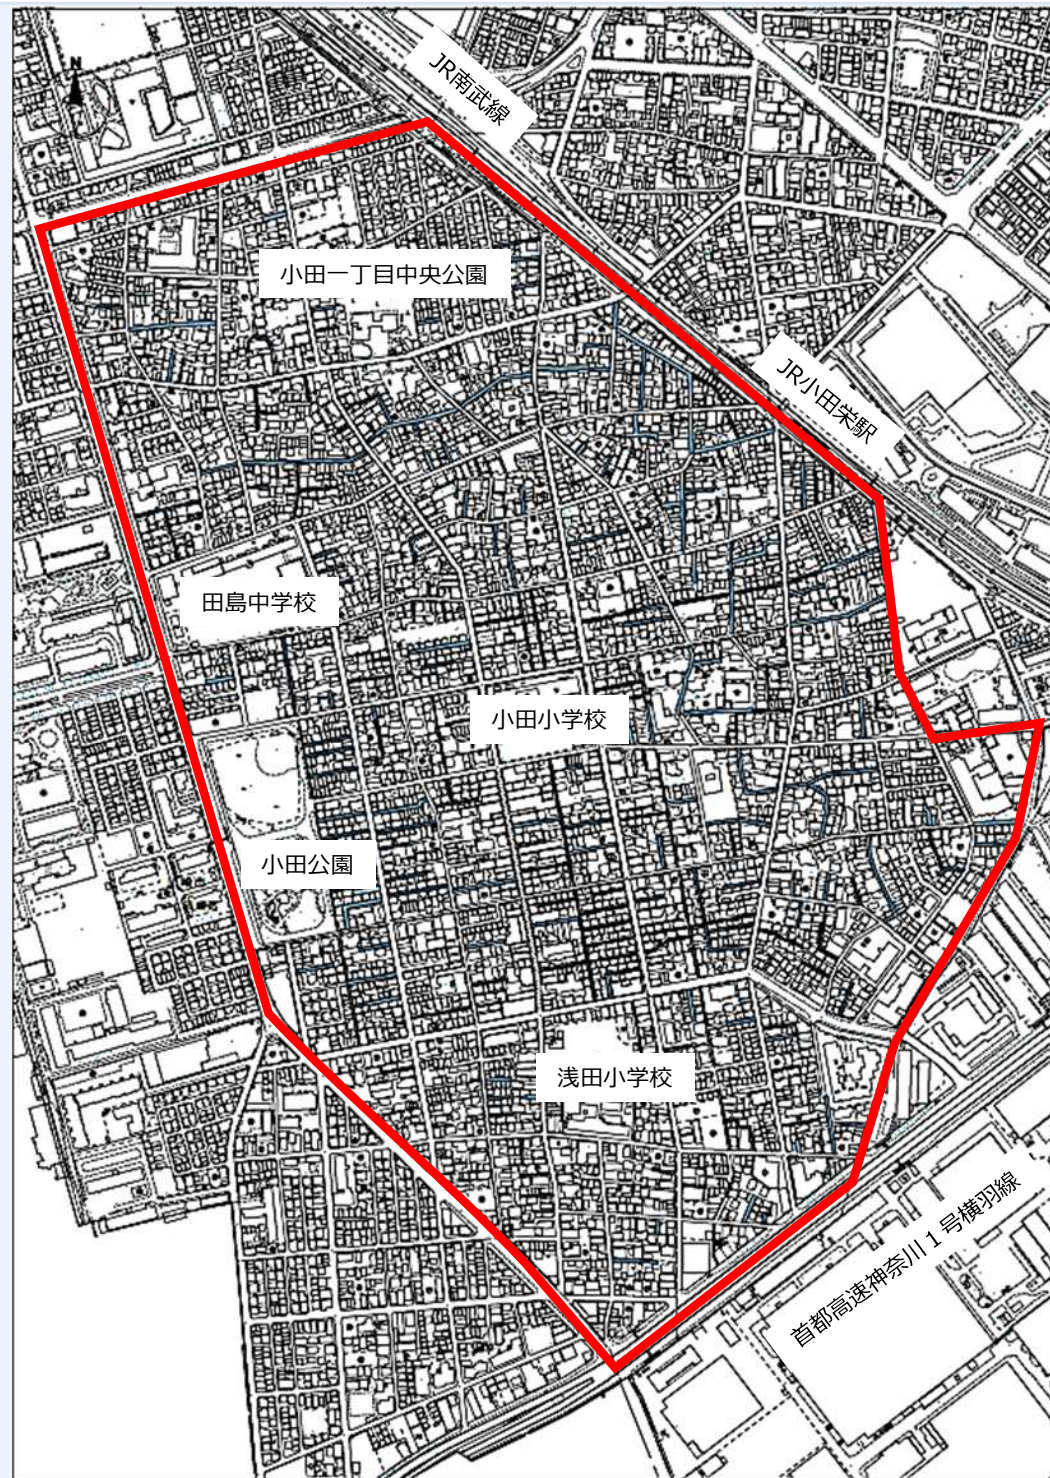 N
JR南武線
小田一丁目中央公園
JR小田栄駅
田島中学校
小田小学校
小田公園
浅田小学校
首都高速神奈川1号横羽線